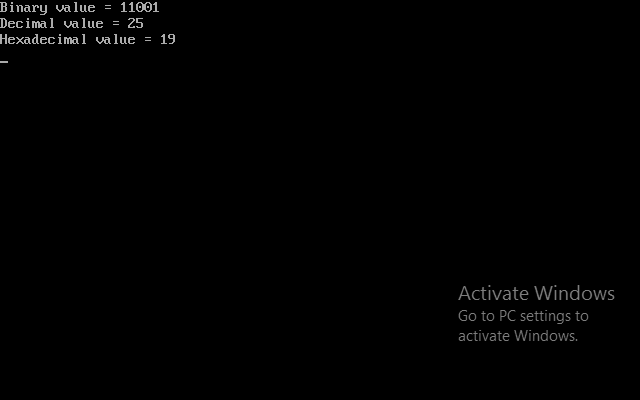 Binary value = 11001
Decimal value = 25
Hexadecimal value = 19
Activate Windows
Go to PC settings to
activate Windows.